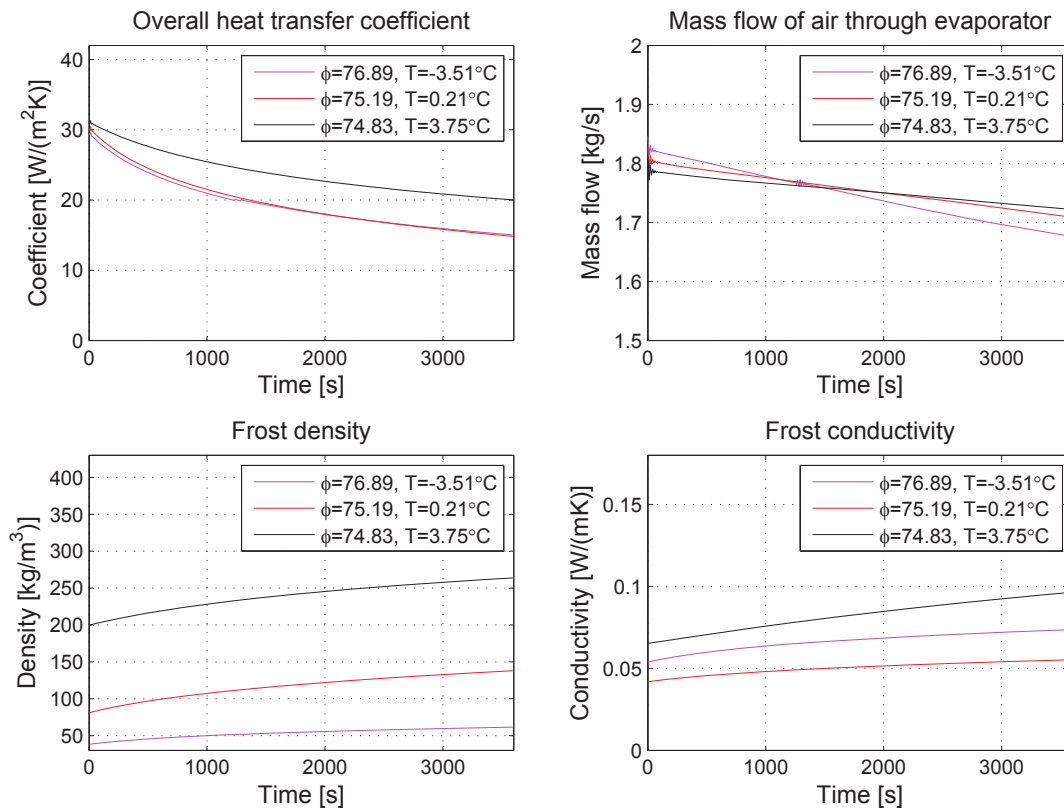 Overall heat transfer coefficient
Coefficient [W/(m²K)]
40
30
20
10
0
ϕ=76.89, T=-3.51°C
ϕ=75.19, T=0.21°C
ϕ=74.83, T=3.75°C
0 1000 2000 3000
Time [s]
Mass flow of air through evaporator
Mass flow [kg/s]
2
1.9
1.8
1.7
1.6
1.5
ϕ=76.89, T=-3.51°C
ϕ=75.19, T=0.21°C
ϕ=74.83, T=3.75°C
0 1000 2000 3000
Time [s]
Frost density
Density [kg/m³)]
400
350
300
250
200
150
100
50
ϕ=76.89, T=-3.51°C
ϕ=75.19, T=0.21°C
ϕ=74.83, T=3.75°C
0 1000 2000 3000
Time [s]
Frost conductivity
Conductivity [W/(mK)]
0.15
0.1
0.05
0
ϕ=76.89, T=-3.51°C
ϕ=75.19, T=0.21°C
ϕ=74.83, T=3.75°C
0 1000 2000 3000
Time [s]